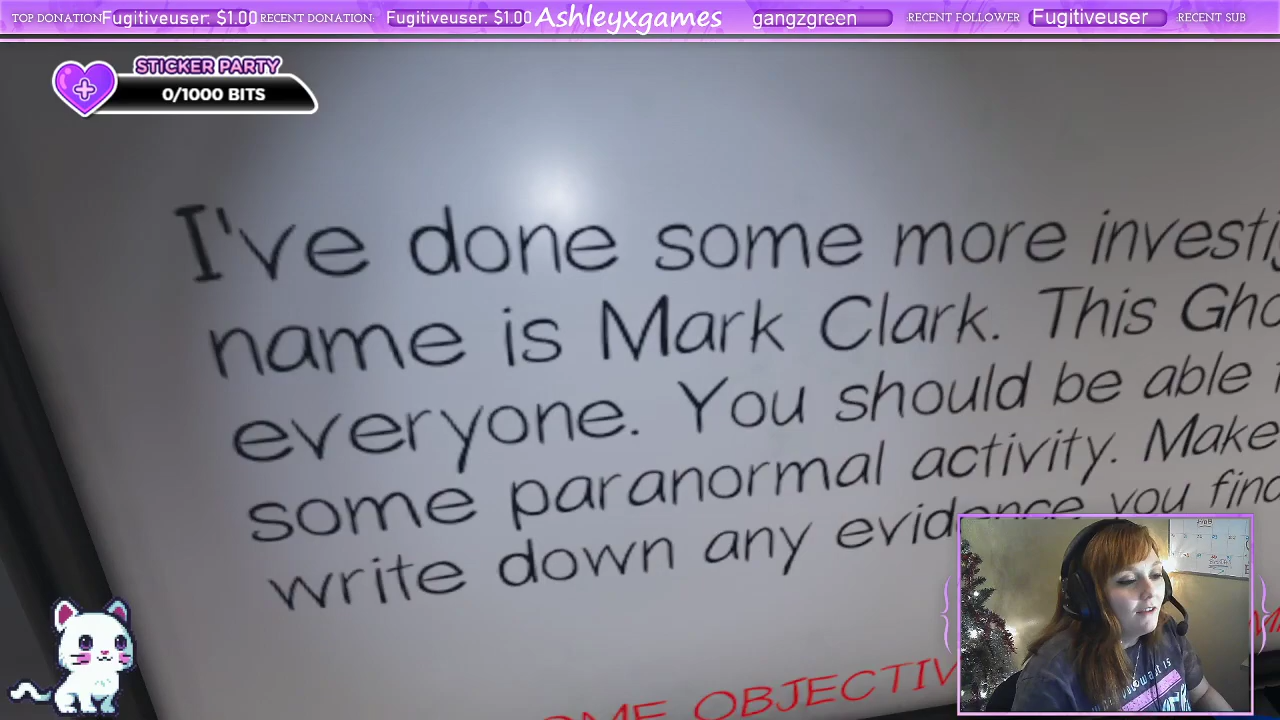 TOP DONATION Fugitiveuser: $1.00 RECENT DONATION: Fugitiveuser: $1.00 Ashleyxgames gangzgreen RECENT FOLLOWER Fugitiveuser RECENT SUB
STICKER PARTY
0/1000 BITS
I've done some more investi
name is Mark Clark. This Gho
everyone. You should be able
some paranormal activity. Make
write down any evidence you find
OME OBJECTIV